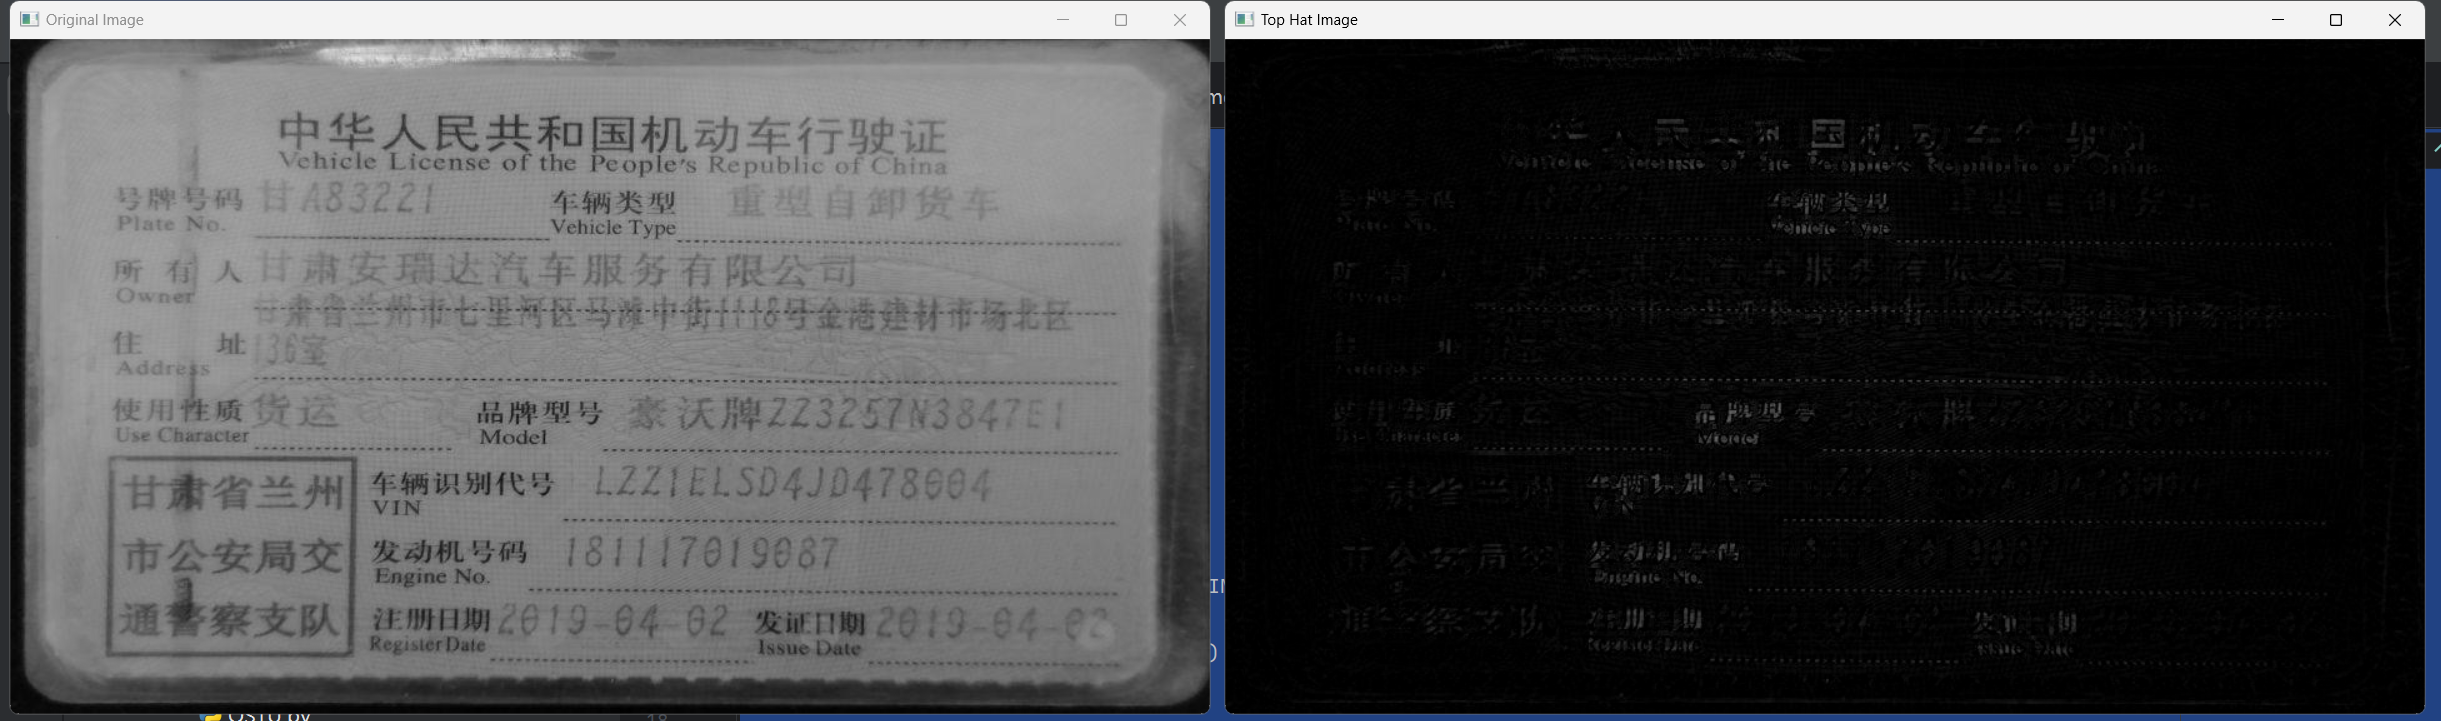 Original Image
中华人民共和国机动车行驶证
Vehicle License of the People's Republic of China
号牌号码 甘A83221 车辆类型 重型自卸货车
Plate No. Vehicle Type
所有人 甘肃安瑞达汽车服务有限公司
Owner
甘肃省兰州市七里河区马滩中街1118号金港建材市场北区
住址 136室
Address
使用性质 货运 品牌型号 豪沃牌ZZ3257N3847E1
Use Character Model
甘肃省兰州
市公安局交
通警察支队
车辆识别代号 LZZ1ELSD4JD478004
VIN
发动机号码 181117019087
Engine No.
注册日期 2019-04-02 发证日期 2019-04-02
Register Date Issue Date
Top Hat Image